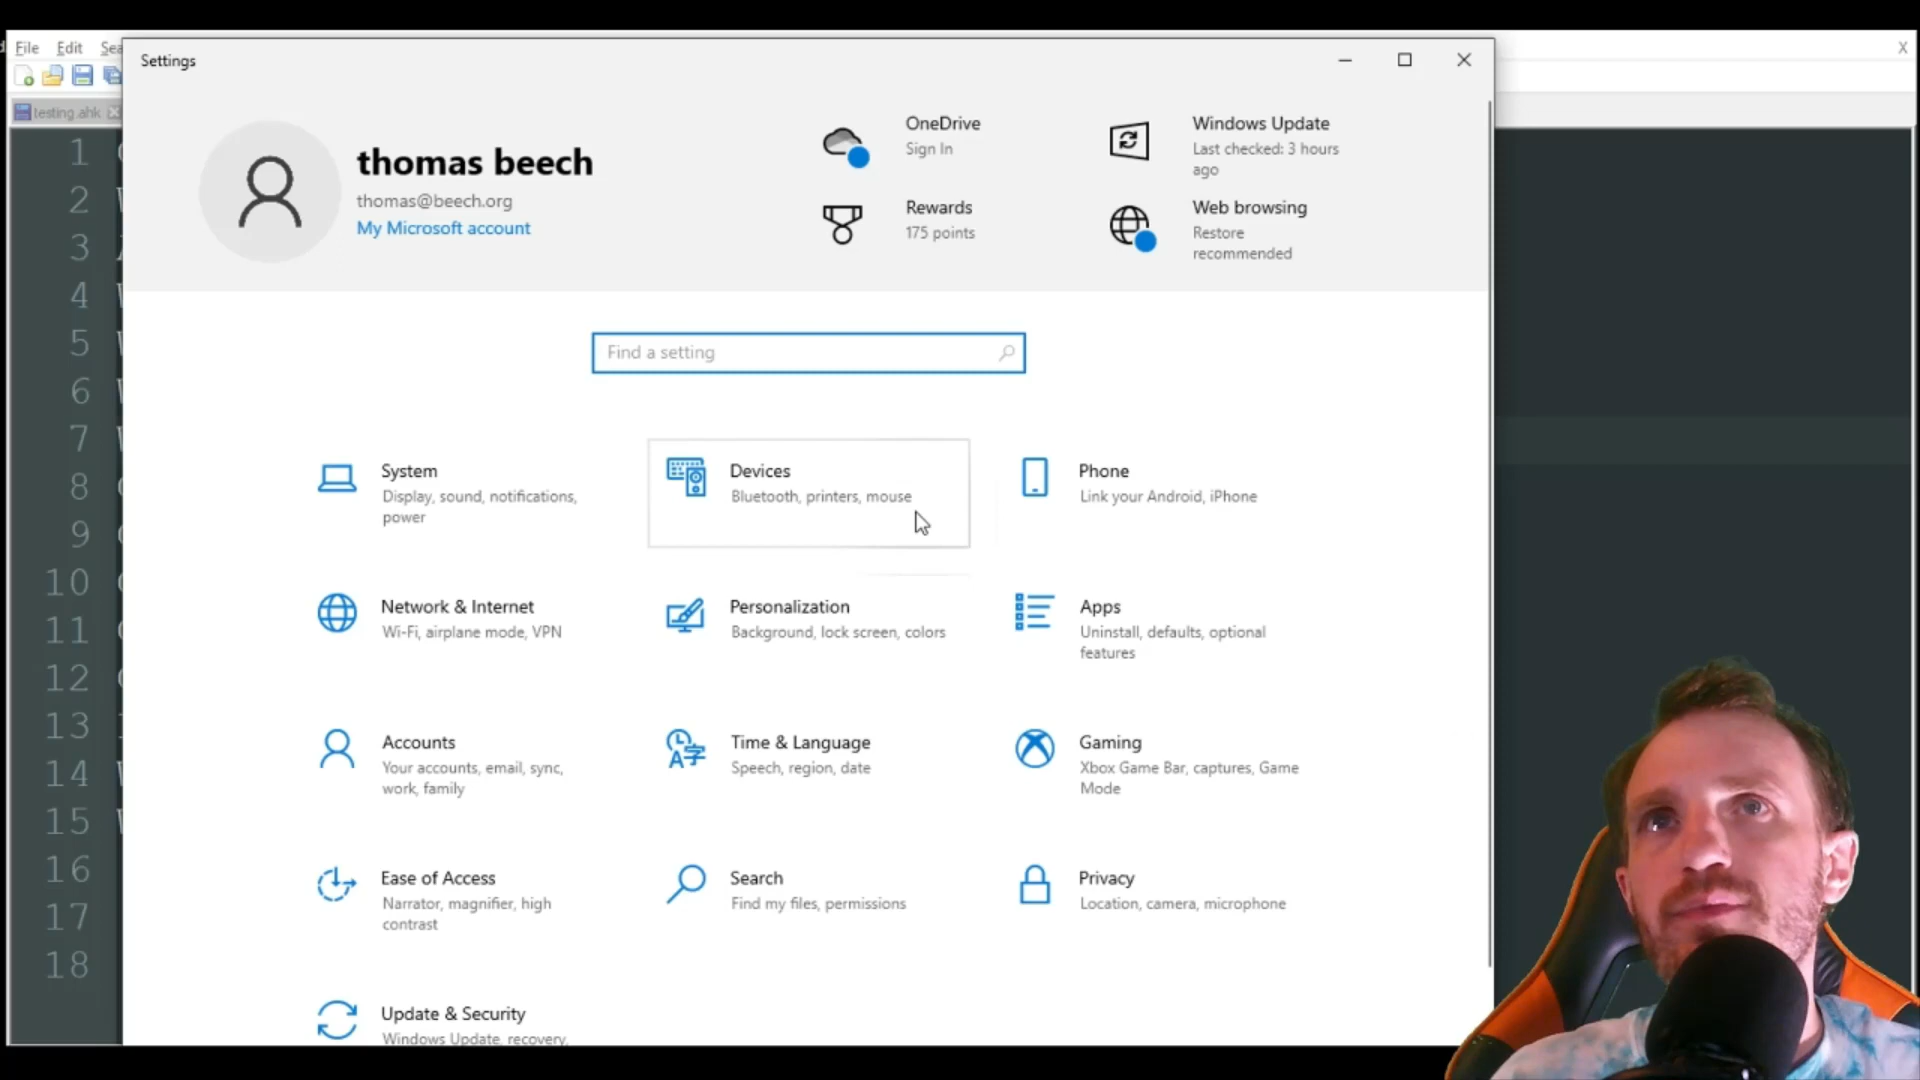 File Edit Sea
X
Settings
testing.ahk
thomas beech
thomas@beech.org
My Microsoft account
OneDrive
Sign In
Windows Update
Last checked: 3 hours
ago
Rewards
175 points
Web browsing
Restore
recommended
Find a setting
System
Display, sound, notifications,
power
Devices
Bluetooth, printers, mouse
Phone
Link your Android, iPhone
Network & Internet
Wi-Fi, airplane mode, VPN
Personalization
Background, lock screen, colors
Apps
Uninstall, defaults, optional
features
Accounts
Your accounts, email, sync,
work, family
Time & Language
Speech, region, date
Gaming
Xbox Game Bar, captures, Game
Mode
Ease of Access
Narrator, magnifier, high
contrast
Search
Find my files, permissions
Privacy
Location, camera, microphone
Update & Security
Windows Update, recovery,
1
2
3
4
5
6
7
8
9
10
11
12
13
14
15
16
17
18